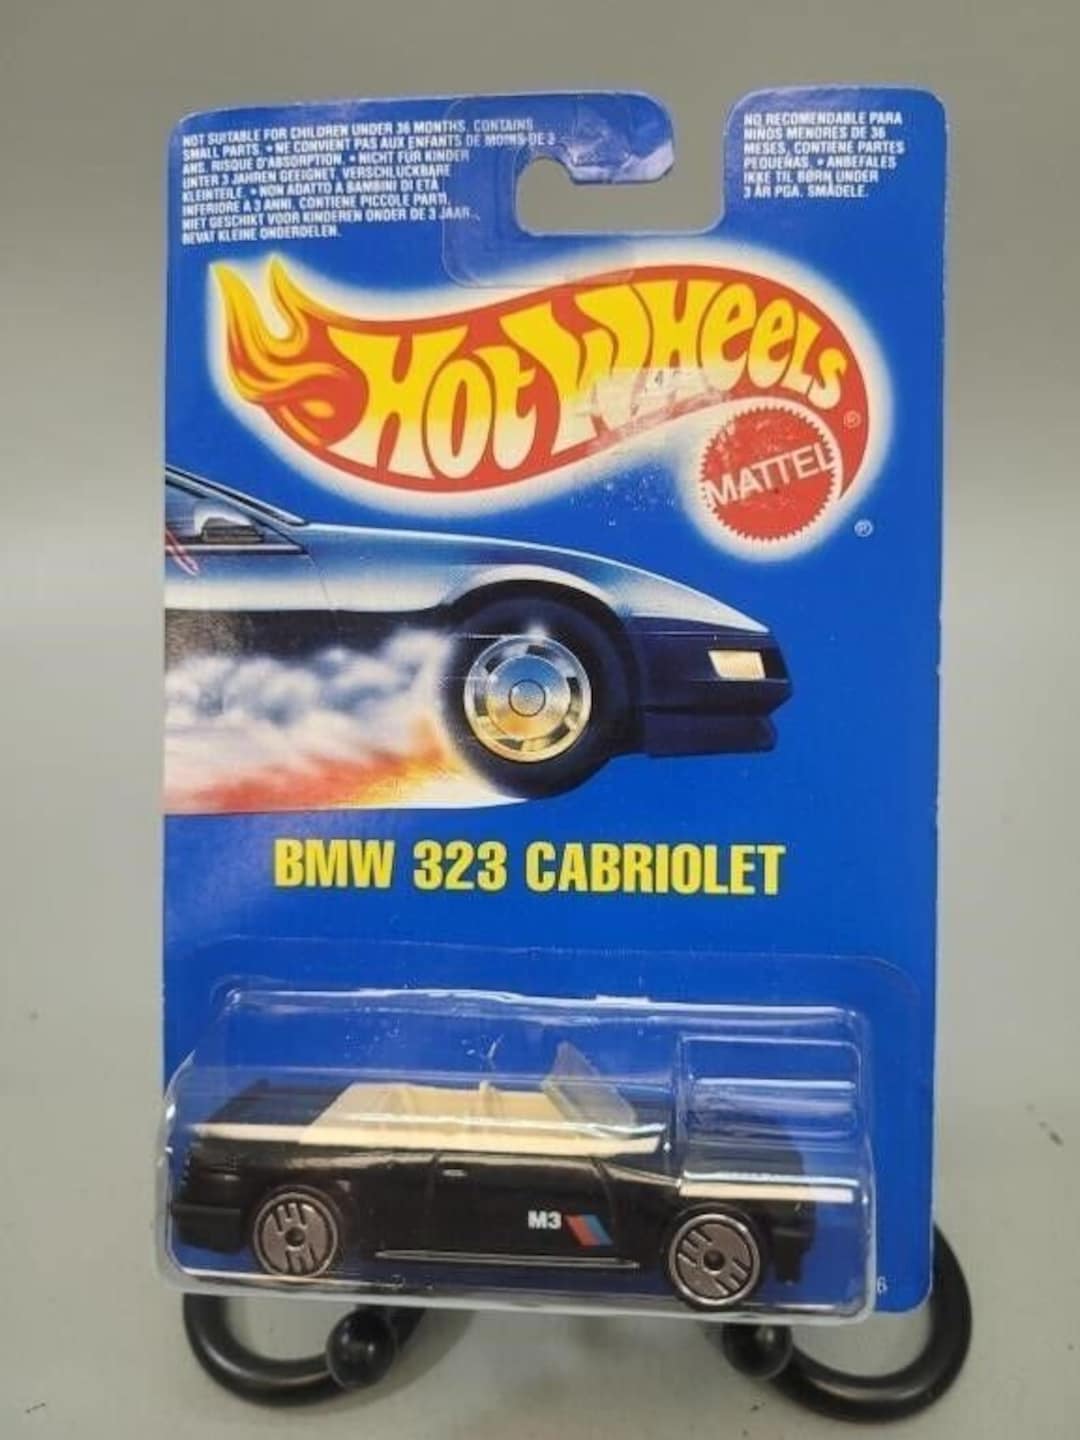 NOT SUITABLE FOR CHILDREN UNDER 36 MONTHS. CONTAINS
SMALL PARTS. • NE CONVIENT PAS AUX ENFANTS DE MOINS DE 3
ANS. RISQUE D'ABSORPTION. • NICHT FÜR KINDER
UNTER 3 JAHREN GEEIGNET, VERSCHLUCKBARE
KLEINTEILE. • NON ADATTO A BAMBINI DI ETA
INFERIORE A 3 ANNI. CONTIENE PICCOLE PARTI.
NIET GESCHIKT VOOR KINDEREN ONDER DE 3 JAAR.
BEVAT KLEINE ONDERDELEN.
NO RECOMENDABLE PARA
NIÑOS MENORES DE 36
MESES, CONTIENE PARTES
PEQUEÑAS. • ANBEFALES
IKKE TIL BØRN UNDER
3 ÅR PGA. SMÅDELE.
HOT WHEELS ®
MATTEL
®
BMW 323 CABRIOLET
M3
6